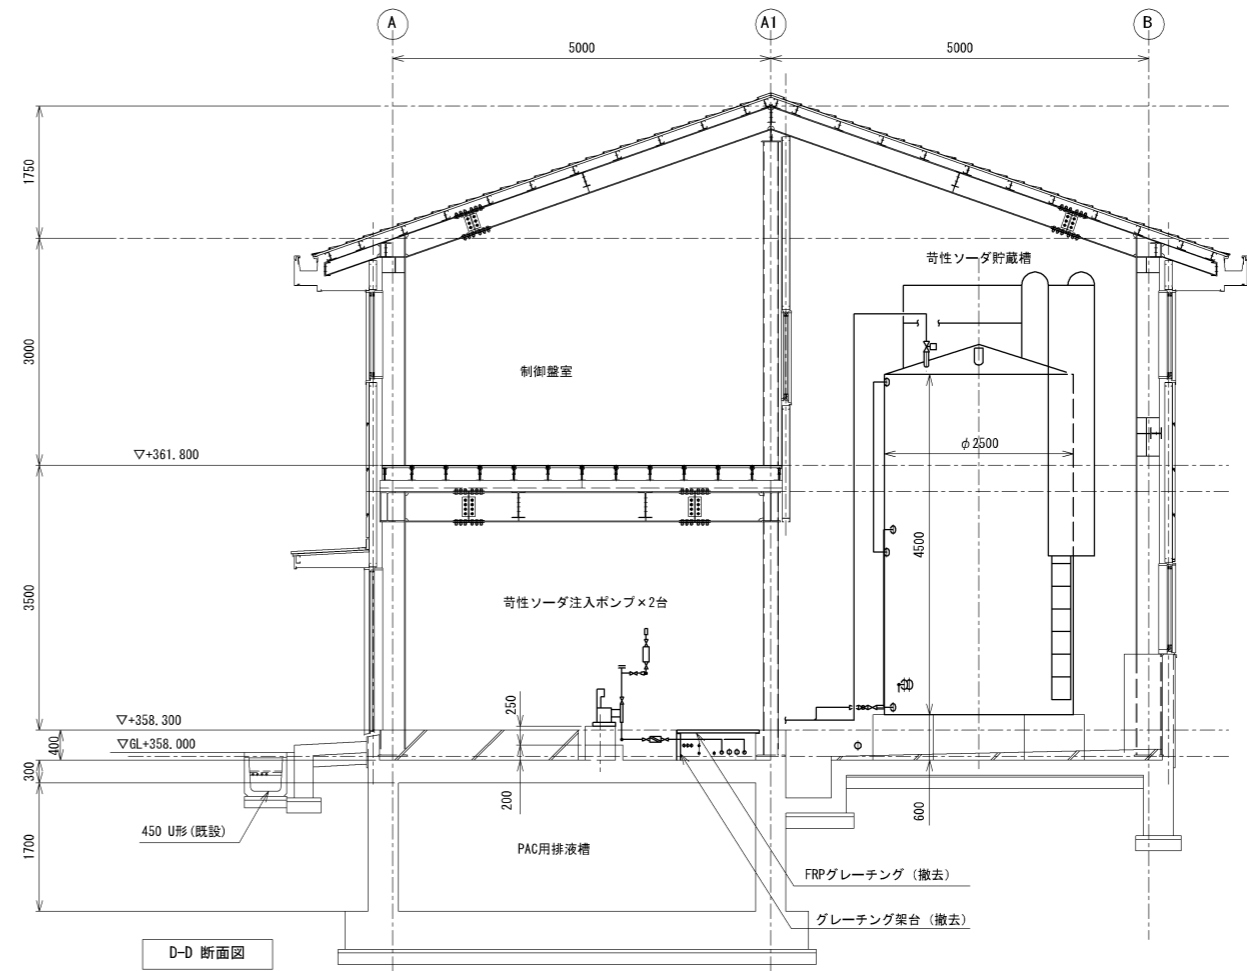 A
A1
B
5000
5000
1750
苛性ソーダ貯蔵槽
3000
制御盤室
▽+361.800
φ2500
4500
3500
苛性ソーダ注入ポンプ×2台
▽+358.300
250
400
▽GL+358.000
300
200
600
450 U形(既設)
1700
PAC用排液槽
FRPグレーチング（撤去）
グレーチング架台（撤去）
D-D 断面図